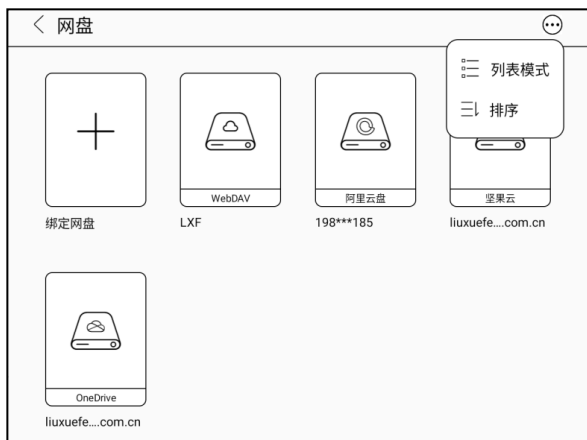 网盘
列表模式
排序
WebDAV
阿里云盘
坚果云
绑定网盘
LXF
198***185
liuxuefe....com.cn
OneDrive
liuxuefe....com.cn